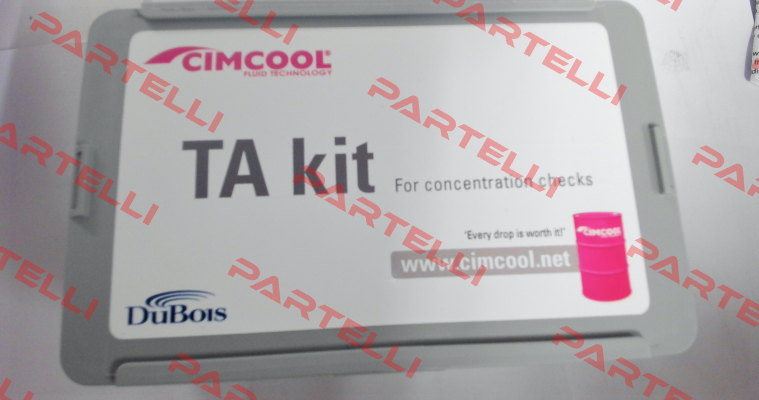 CIMCOOL®
FLUID TECHNOLOGY
TA kit For concentration checks
"Every drop is worth it!"
www.cimcool.net
CIMCOOL
DUBOIS
PARTELLI
PARTELLI
PARTELLI
PARTELLI
PARTELLI
PARTELLI
PARTELLI
PARTELLI
PARTELLI
PARTELLI